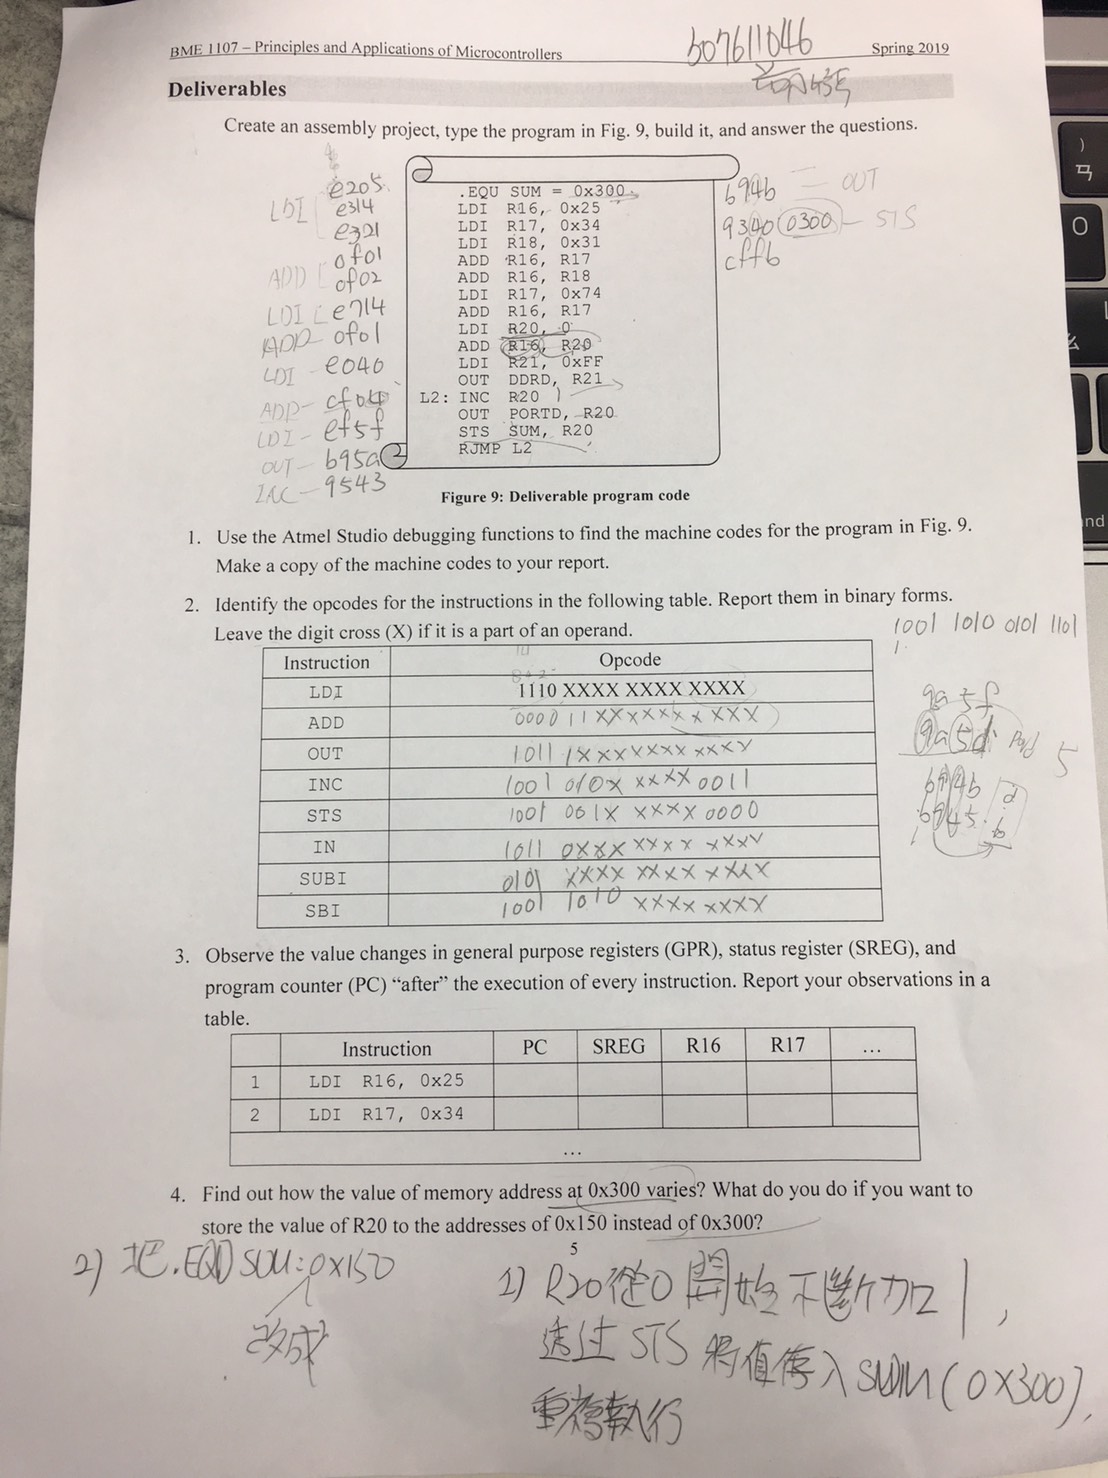 BME 1107 – Principles and Applications of Microcontrollers
b07611046
Spring 2019
Deliverables
Create an assembly project, type the program in Fig. 9, build it, and answer the questions.
LDI
e205
e314
e321
ADD
0f01
0f02
LDI e714
ADD 0f01
LDI e040
ADD- cf04
LDI - ef5f
OUT - b95a
INC - 9543
.EQU SUM = 0x300
LDI R16, 0x25
LDI R17, 0x34
LDI R18, 0x31
ADD R16, R17
ADD R16, R18
LDI R17, 0x74
ADD R16, R17
LDI R20, 0
ADD R16, R20
LDI R21, 0xFF
OUT DDRD, R21
L2: INC R20
OUT PORTD, R20
STS SUM, R20
RJMP L2
b94b — OUT
9340 0300 - STS
cffb
Figure 9: Deliverable program code
1. Use the Atmel Studio debugging functions to find the machine codes for the program in Fig. 9.
Make a copy of the machine codes to your report.
2. Identify the opcodes for the instructions in the following table. Report them in binary forms.
Leave the digit cross (X) if it is a part of an operand.
1001 1010 0101 1101
Instruction Opcode
LDI 1110 XXXX XXXX XXXX
ADD 0000 11XX XXXX XXXX
OUT 1011 1XXX XXXX XXXX
INC 1001 010X XXXX 0011
STS 1001 001X XXXX 0000
IN 1011 0XXX XXXX XXXX
SUBI 0101 XXXX XXXX XXXX
SBI 1001 1010 XXXX XXXX
9a5f
9a5d
5
b94b
b945
d
b
3. Observe the value changes in general purpose registers (GPR), status register (SREG), and
program counter (PC) “after” the execution of every instruction. Report your observations in a
table.
Instruction PC SREG R16 R17 ...
1 LDI R16, 0x25
2 LDI R17, 0x34
...
4. Find out how the value of memory address at 0x300 varies? What do you do if you want to
store the value of R20 to the addresses of 0x150 instead of 0x300?
5
2) 把.EQU SUM=0x150
改成
1) R20從0開始不斷加1,
透过STS將值存入SUM(0x300),
重複執行